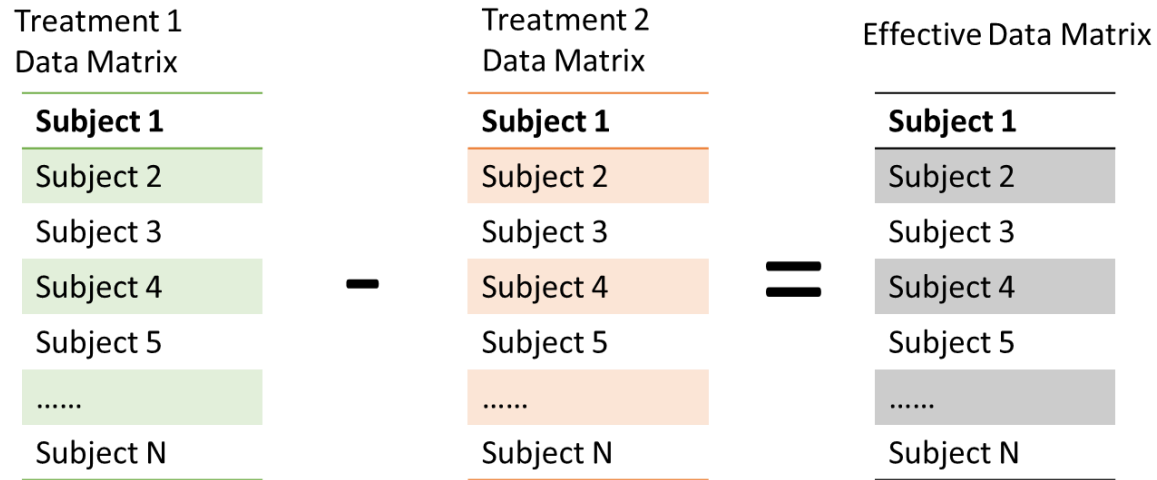 Treatment 1
Data Matrix
Subject 1
Subject 2
Subject 3
Subject 4
Subject 5
......
Subject N
-
Treatment 2
Data Matrix
Subject 1
Subject 2
Subject 3
Subject 4
Subject 5
......
Subject N
=
Effective Data Matrix
Subject 1
Subject 2
Subject 3
Subject 4
Subject 5
......
Subject N